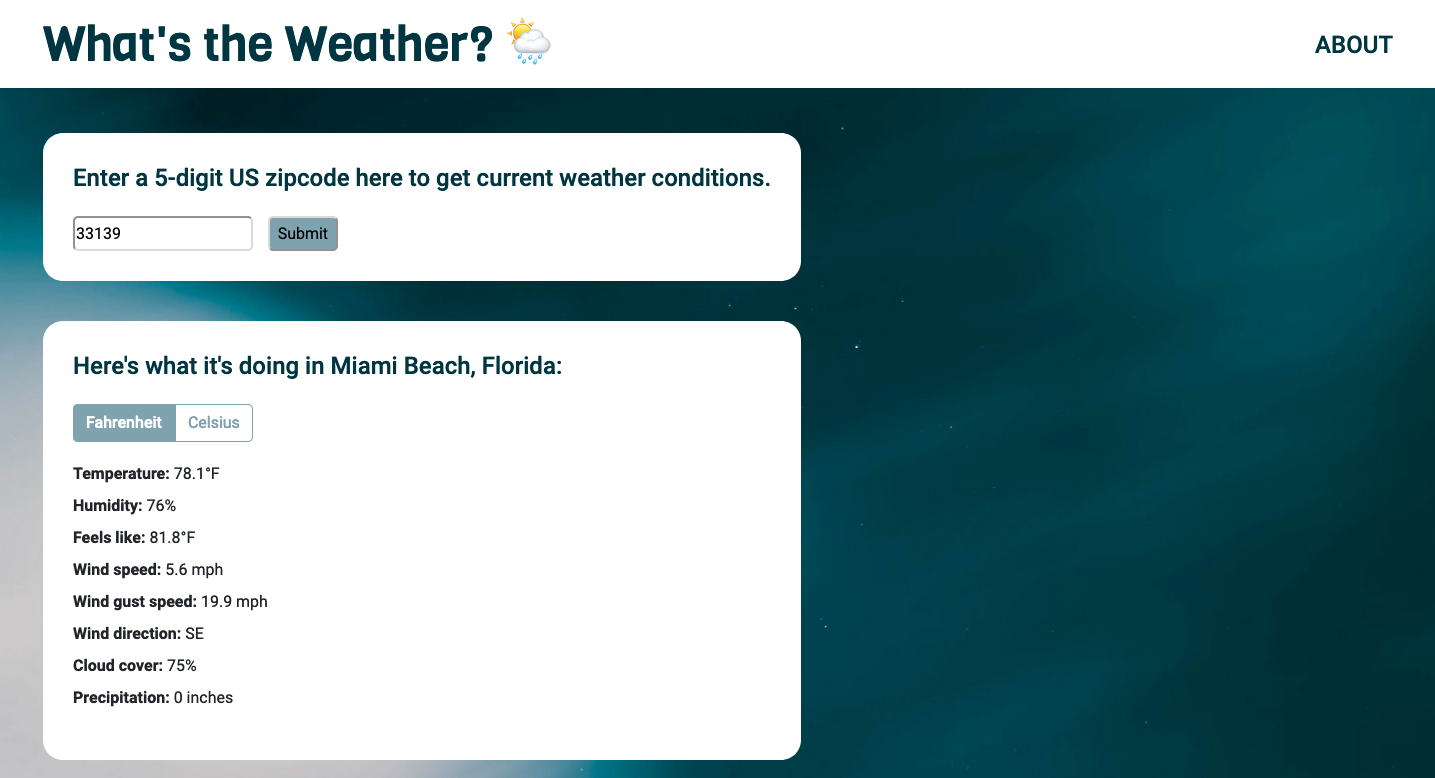 What's the Weather? 🌦️
ABOUT
Enter a 5-digit US zipcode here to get current weather conditions.
33139 Submit
Here's what it's doing in Miami Beach, Florida:
Fahrenheit Celsius
Temperature: 78.1°F
Humidity: 76%
Feels like: 81.8°F
Wind speed: 5.6 mph
Wind gust speed: 19.9 mph
Wind direction: SE
Cloud cover: 75%
Precipitation: 0 inches